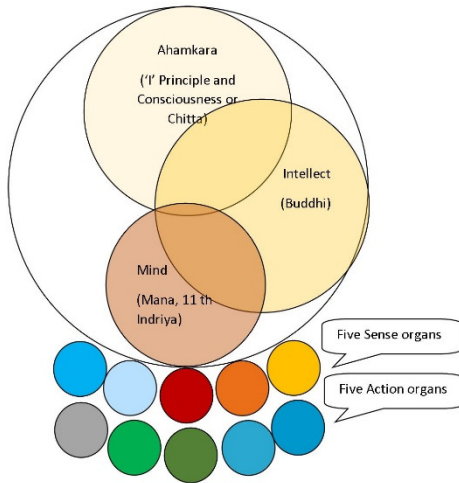 Ahamkara
('I' Principle and
Consciousness or
Chitta)
Intellect
(Buddhi)
Mind
(Mana, 11 th
Indriya)
Five Sense organs
Five Action organs